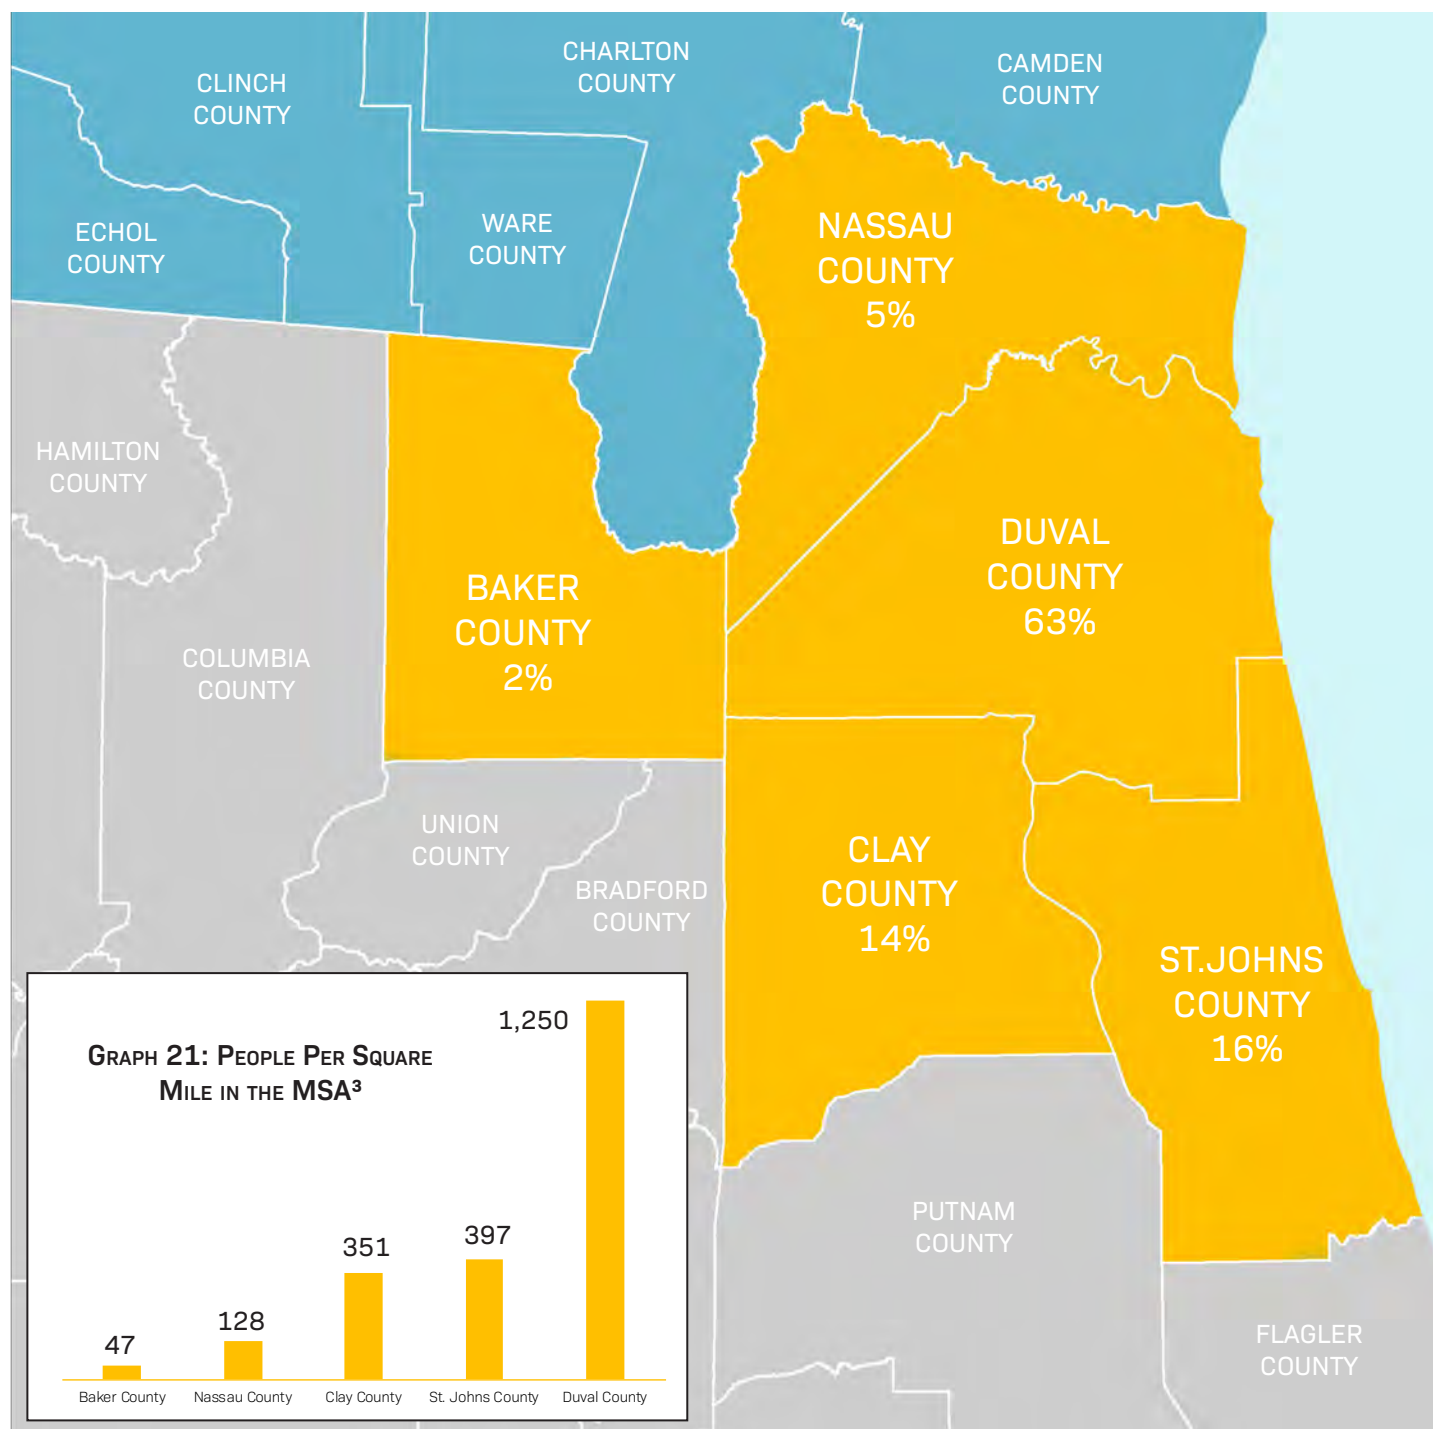 CHARLTON
COUNTY
CAMDEN
COUNTY
CLINCH
COUNTY
ECHOL
COUNTY
WARE
COUNTY
NASSAU
COUNTY
5%
HAMILTON
COUNTY
DUVAL
COUNTY
63%
BAKER
COUNTY
2%
COLUMBIA
COUNTY
UNION
COUNTY
BRADFORD
COUNTY
CLAY
COUNTY
14%
ST.JOHNS
COUNTY
16%
PUTNAM
COUNTY
FLAGLER
COUNTY
GRAPH 21: PEOPLE PER SQUARE
MILE IN THE MSA³
47
128
351
397
1,250
Baker County
Nassau County
Clay County
St. Johns County
Duval County